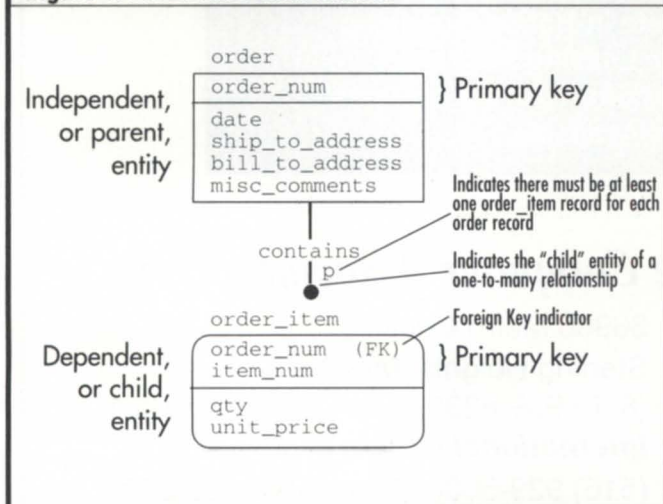 order
order_num
} Primary key
Independent,
or parent,
entity
date
ship_to_address
bill_to_address
misc_comments
Indicates there must be at least
one order_item record for each
order record
contains
p
Indicates the "child" entity of a
one-to-many relationship
order_item
Foreign Key indicator
order_num (FK)
item_num
} Primary key
Dependent,
or child,
entity
qty
unit_price